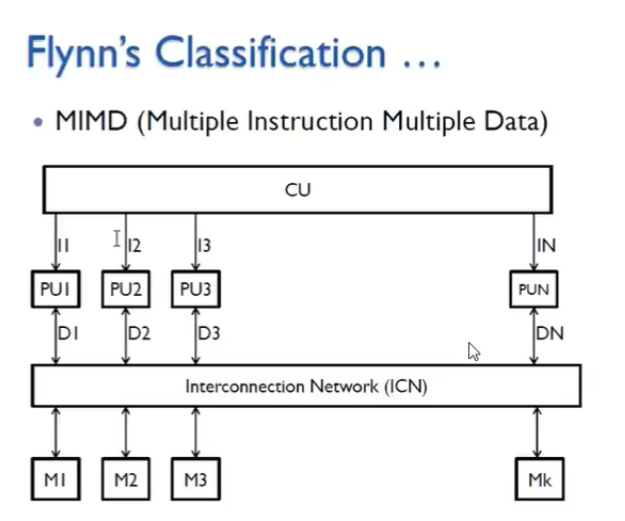 Flynn's Classification ...
• MIMD (Multiple Instruction Multiple Data)
CU
I1 I2 I3 IN
PU1 PU2 PU3 PUN
D1 D2 D3 DN
Interconnection Network (ICN)
M1 M2 M3 Mk